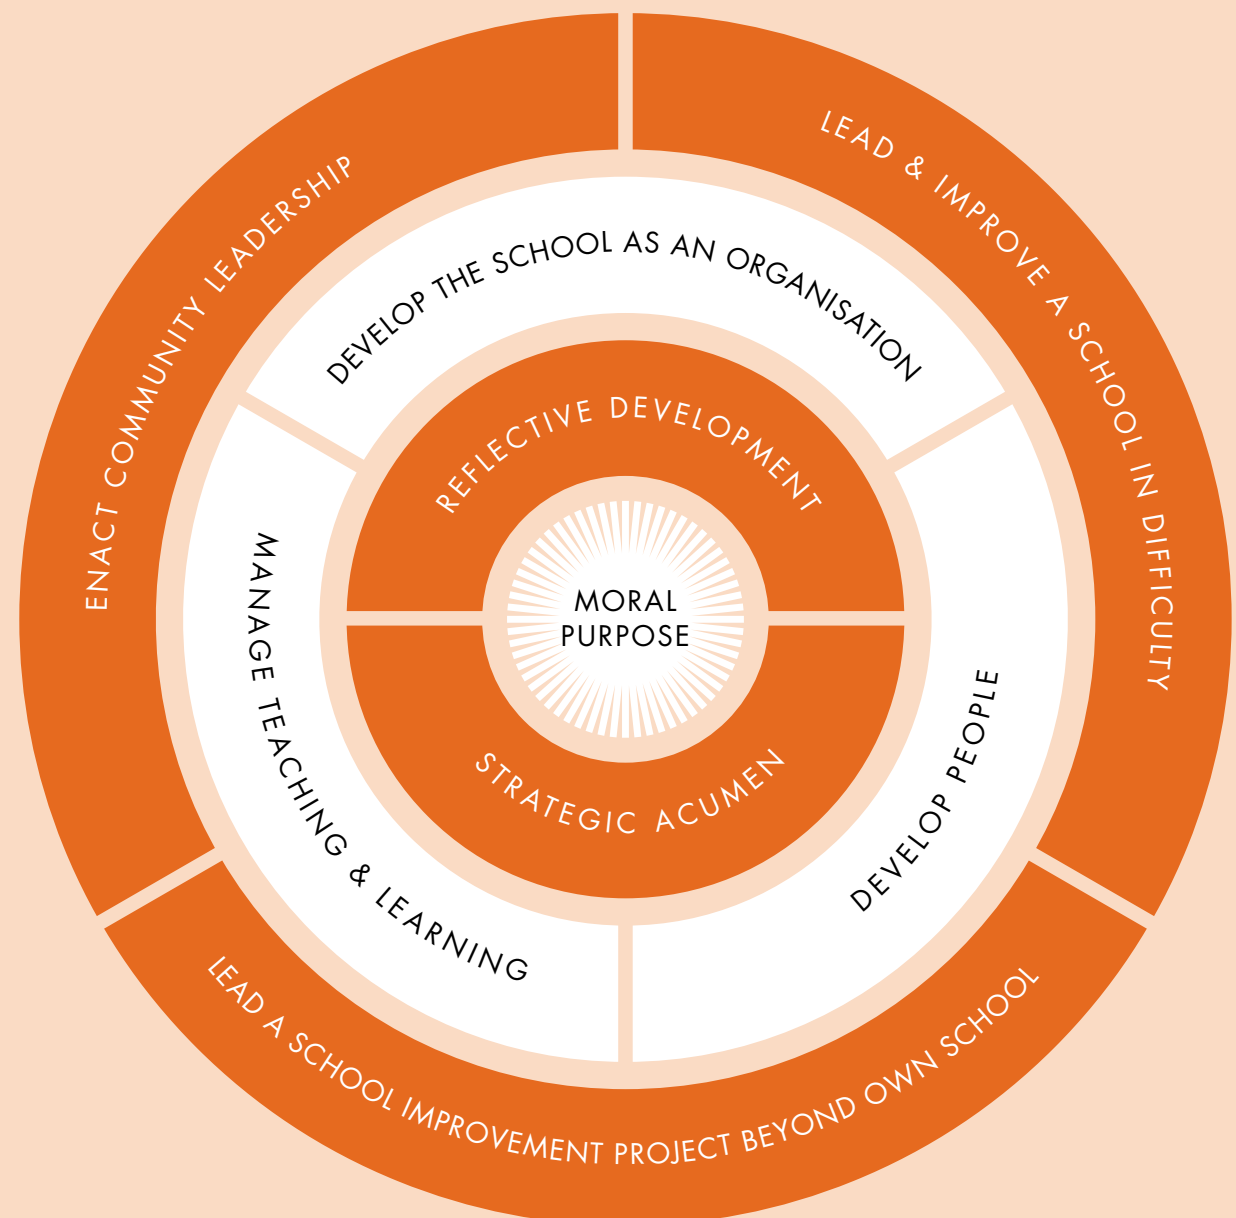 ENACT COMMUNITY LEADERSHIP
LEAD & IMPROVE A SCHOOL IN DIFFICULTY
LEAD A SCHOOL IMPROVEMENT PROJECT BEYOND OWN SCHOOL
DEVELOP THE SCHOOL AS AN ORGANISATION
MANAGE TEACHING & LEARNING
DEVELOP PEOPLE
REFLECTIVE DEVELOPMENT
STRATEGIC ACUMEN
MORAL
PURPOSE